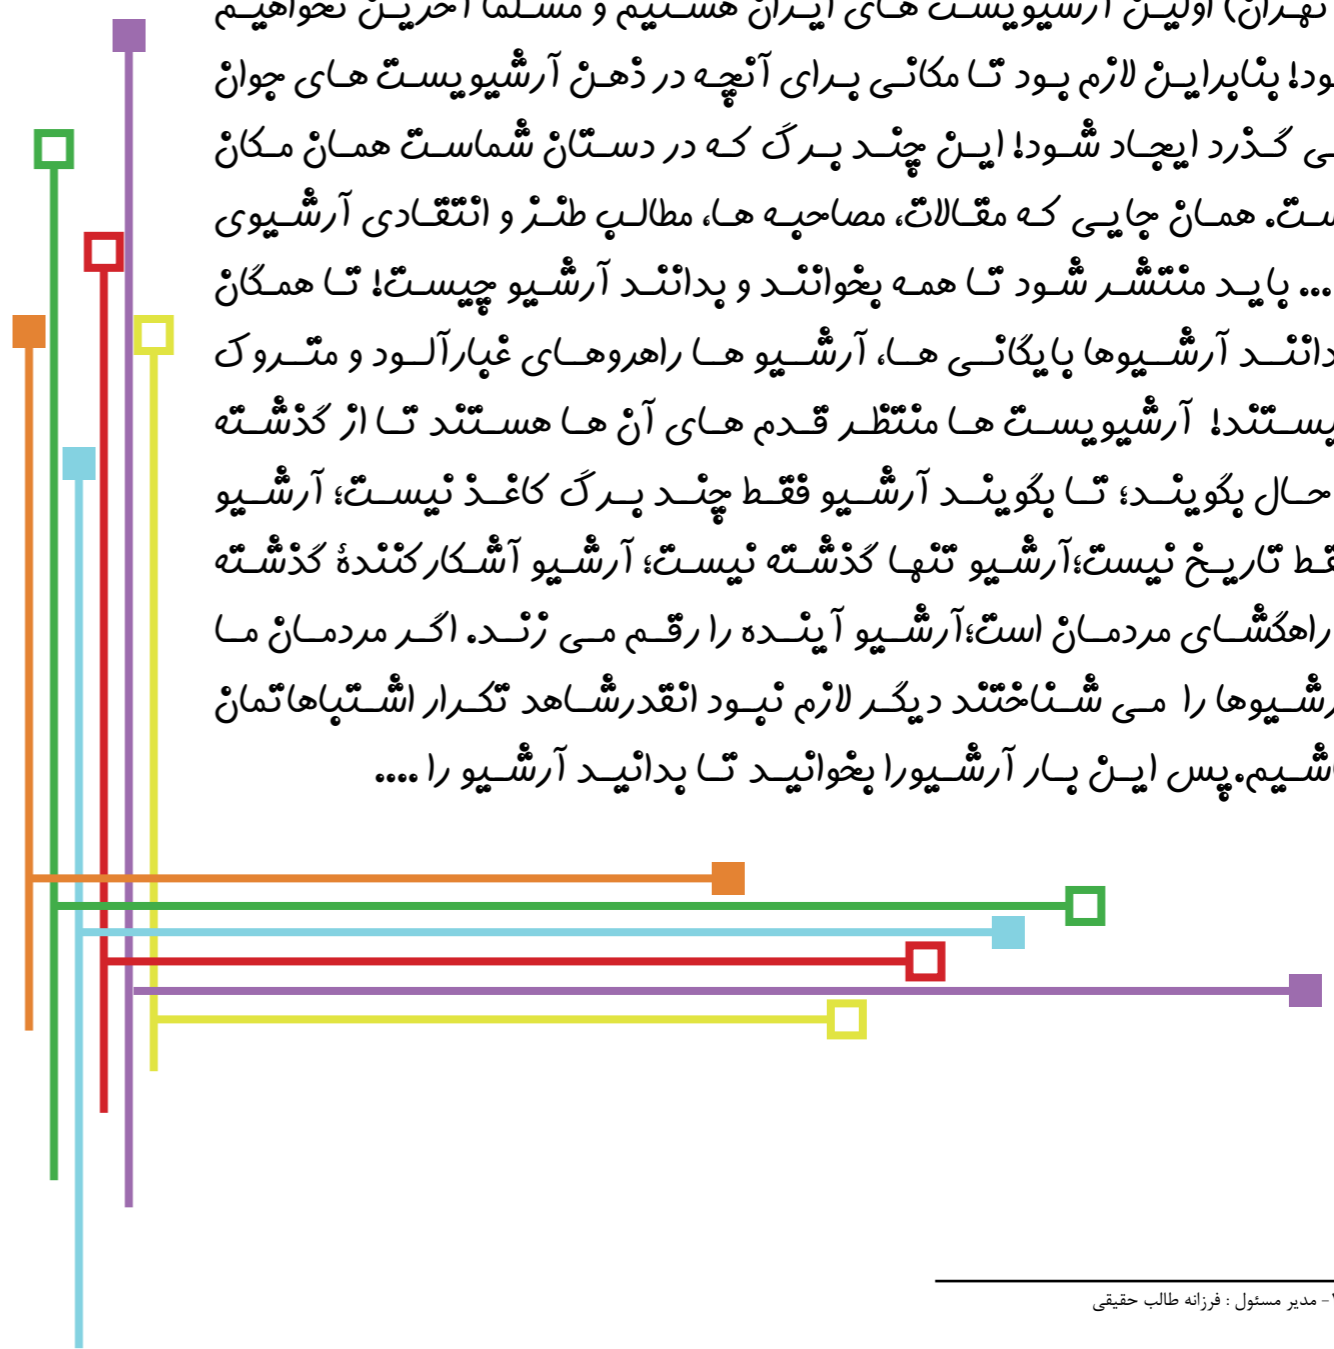 تهران) اولین آرشیویست های ایران هستیم و مسلما آخرین نخواهیم
ود! بنابراین لازم بود تا مکانی برای آنچه در ذهن آرشیویست های جوان
ی گذرد ایجاد شود! این چند برگ که در دستان شماست همان مکان
ست. همان جایی که مقالات، مصاحبه ها، مطالب طنز و انتقادی آرشیوی
... باید منتشر شود تا همه بخوانند و بدانند آرشیو چیست! تا همگان
دانند آرشیوها بایگانی ها، آرشیو ها راهروهای غبارآلود و متروک
یستند! آرشیویست ها منتظر قدم های آن ها هستند تا از گذشته
حال بگویند؛ تا بگویند آرشیو فقط چند برگ کاغذ نیست؛ آرشیو
قط تاریخ نیست؛آرشیو تنها گذشته نیست؛ آرشیو آشکارکنندۀ گذشته
راهگشای مردمان است؛آرشیو آینده را رقم می زند. اگر مردمان ما
رشیوها را می شناختند دیگر لازم نبود انقدرشاهد تکرار اشتباهاتمان
اشیم.پس این بار آرشیورا بخوانید تا بدانید آرشیو را ....
- مدیر مسئول : فرزانه طالب حقیقی